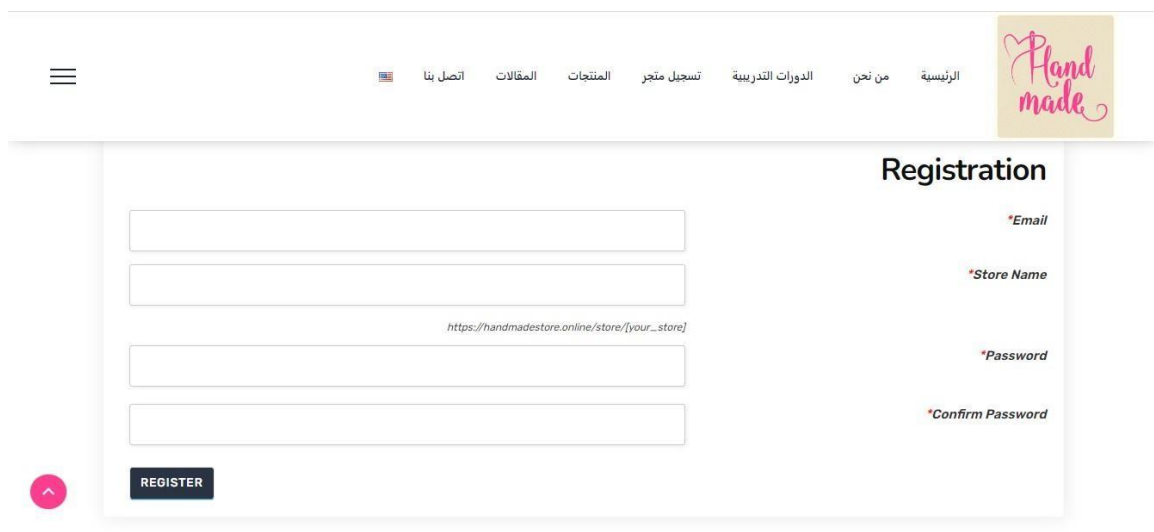 Hand
made
الرئيسية من نحن الدورات التدريبية تسجيل متجر المنتجات المقالات اتصل بنا
Registration
*Email
*Store Name
https://handmadestore.online/store/[your_store]
*Password
*Confirm Password
REGISTER